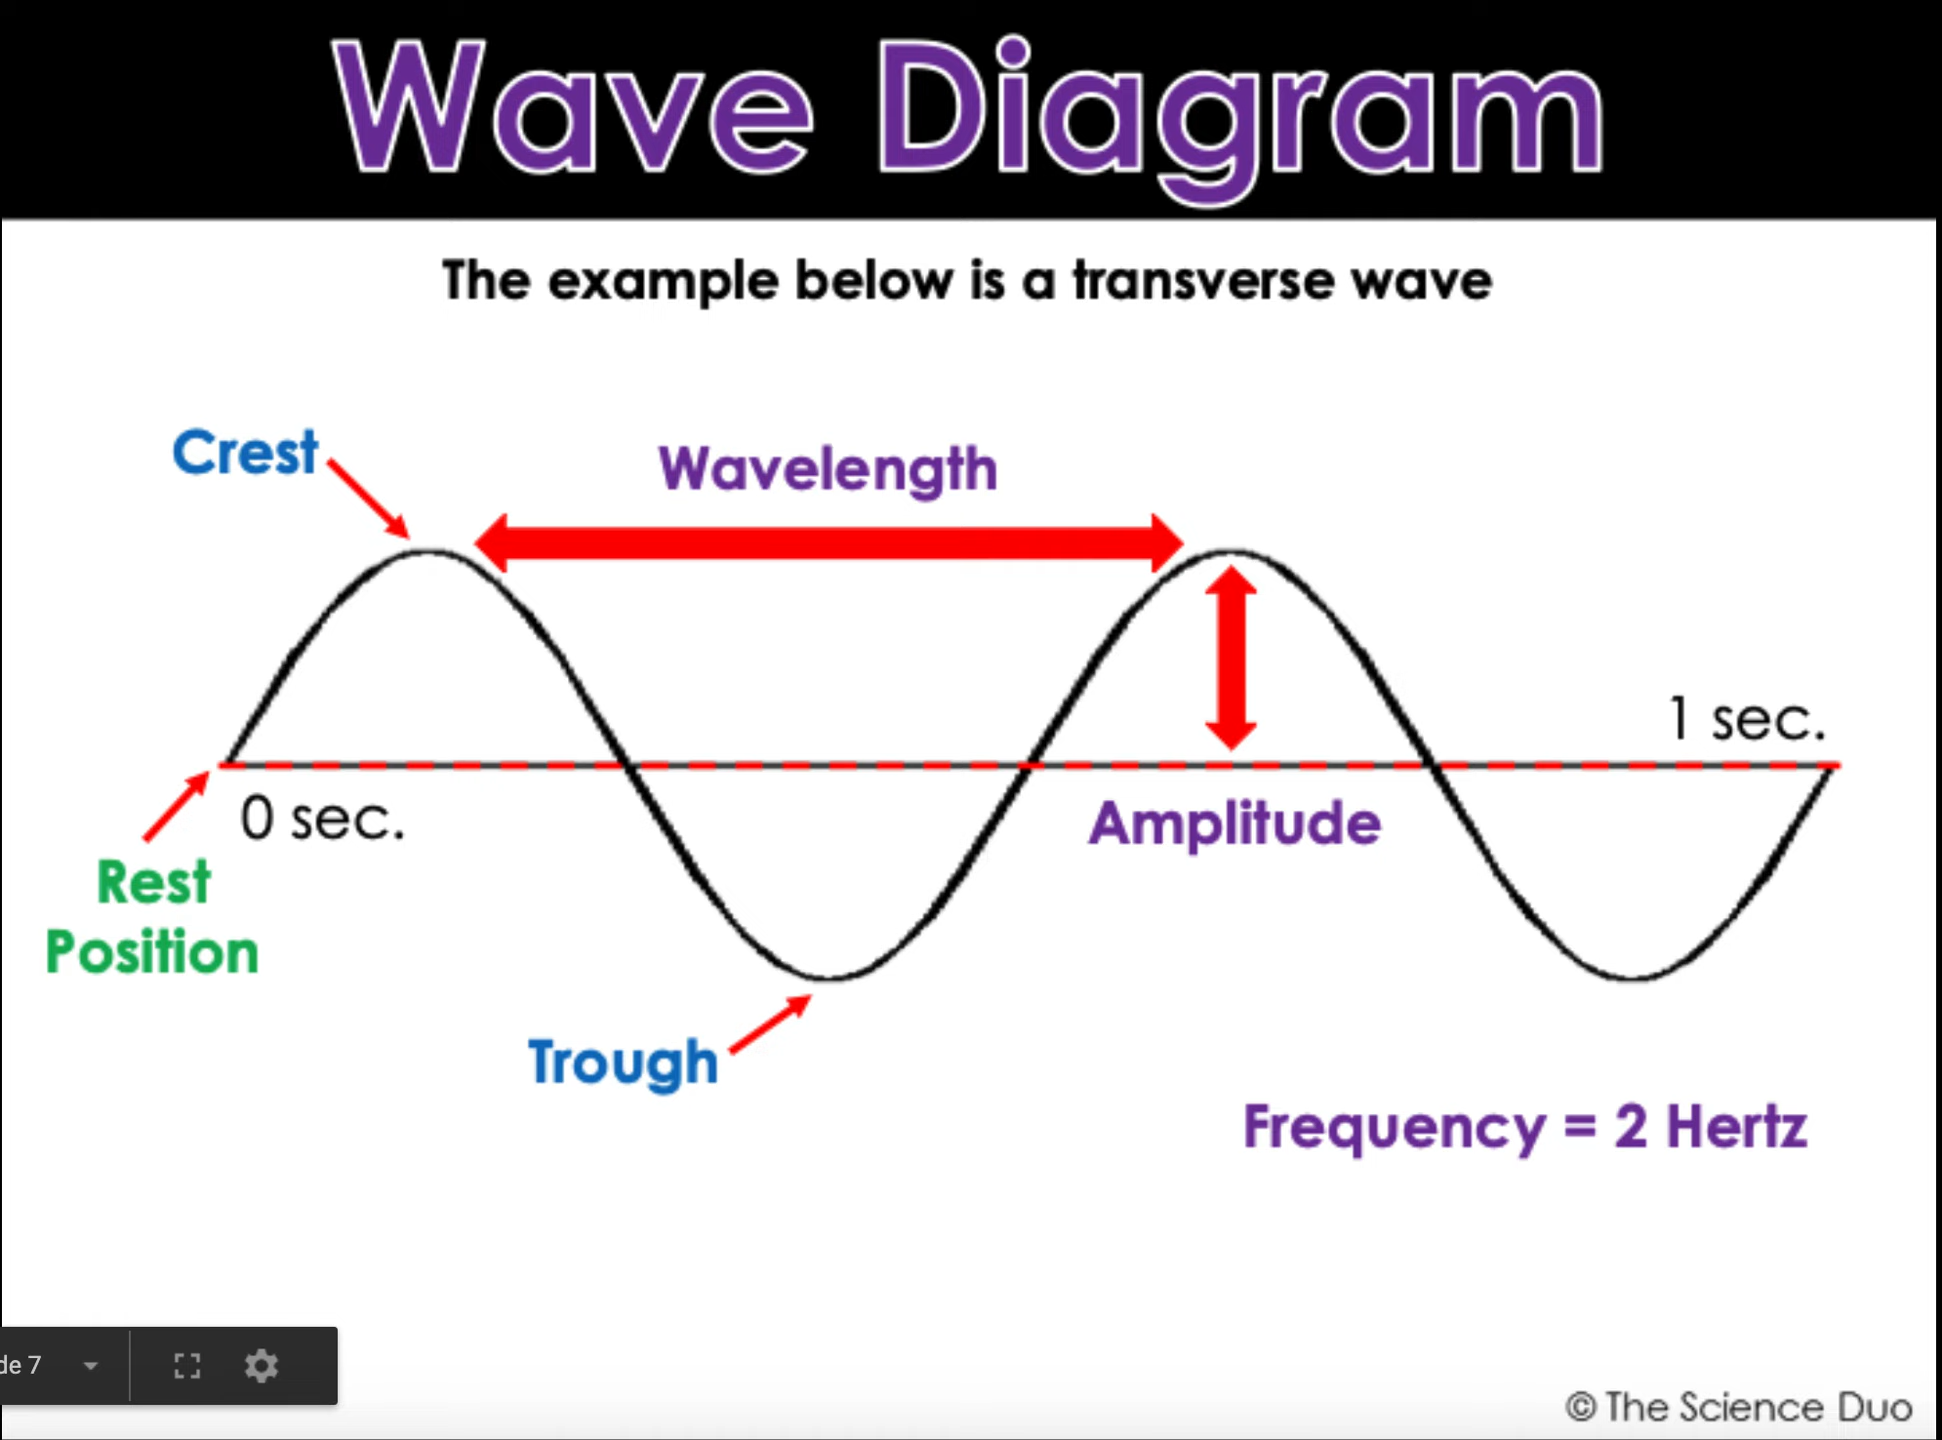 Wave Diagram
The example below is a transverse wave
Crest
Wavelength
1 sec.
0 sec.
Amplitude
Rest
Position
Trough
Frequency = 2 Hertz
de 7
© The Science Duo